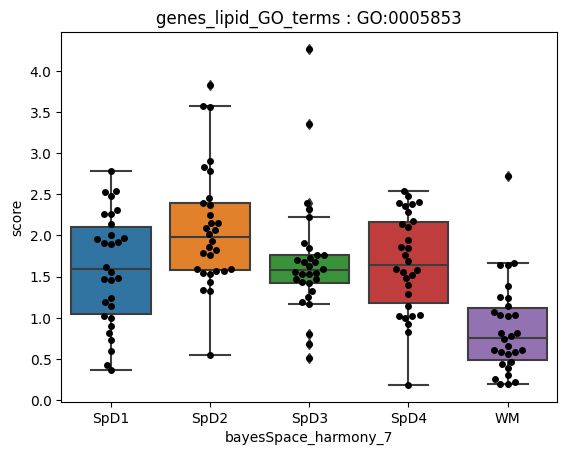 genes_lipid_GO_terms : GO:0005853
4.0
3.5
3.0
2.5
2.0
1.5
1.0
0.5
0.0
score
SpD1 SpD2 SpD3 SpD4 WM
bayesSpace_harmony_7